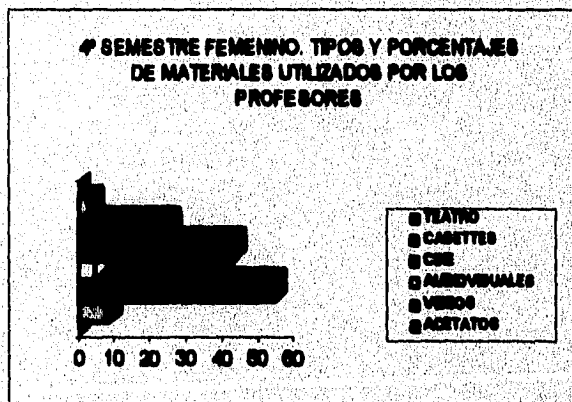 4º SEMESTRE FEMENINO. TIPOS Y PORCENTAJES
DE MATERIALES UTILIZADOS POR LOS
PROFESORES
TEATRO
CASETTES
AUDIOVISUALES
VIDEOS
ACETATOS
0 10 20 30 40 50 60